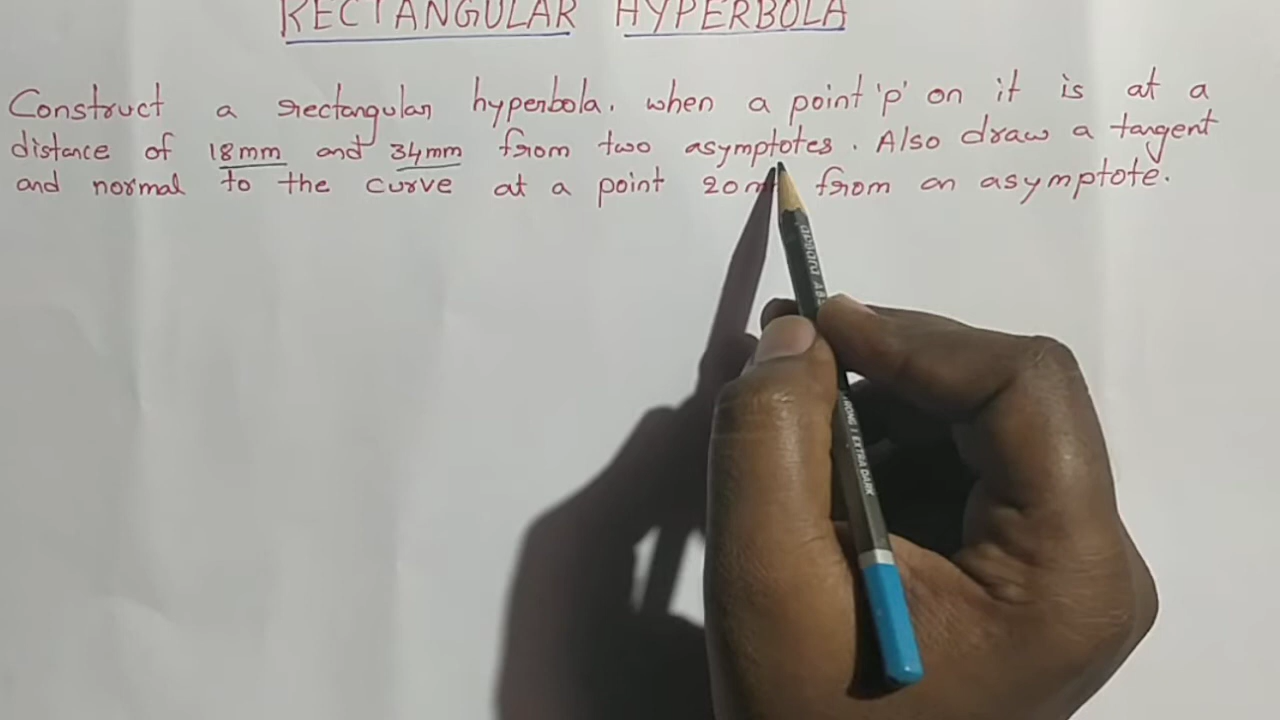 RECTANGULAR HYPERBOLA
Construct a rectangular hyperbola. when a point 'p' on it is at a
distance of 18mm and 34mm from two asymptotes. Also draw a tangent
and normal to the curve at a point from an asymptote.